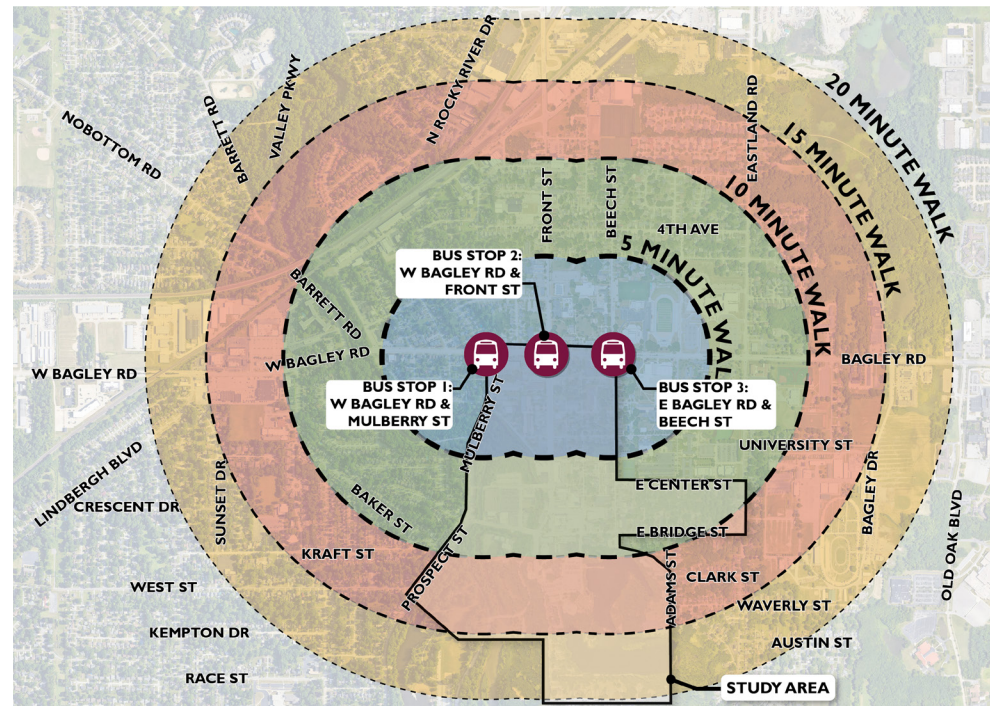 N ROCKY RIVER DR
VALLEY PKWY
BARRETT RD
NOBOTTOM RD
EASTLAND RD
20 MINUTE WALK
15 MINUTE WALK
10 MINUTE WALK
5 MINUTE WAL
FRONT ST
BEECH ST
4TH AVE
BUS STOP 2:
W BAGLEY RD &
FRONT ST
BARRETT RD
W BAGLEY RD
W BAGLEY RD
BAGLEY RD
BUS STOP 1:
W BAGLEY RD &
MULBERRY ST
BUS STOP 3:
E BAGLEY RD &
BEECH ST
MULBERRY ST
UNIVERSITY ST
LINDBERGH BLVD
CRESCENT DR
SUNSET DR
BAKER ST
E CENTER ST
BAGLEY DR
OLD OAK BLVD
E BRIDGE ST
KRAFT ST
PROSPECT ST
ADAMS ST
CLARK ST
WEST ST
WAVERLY ST
KEMPTON DR
AUSTIN ST
RACE ST
STUDY AREA